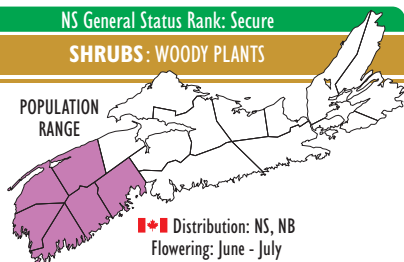 NS General Status Rank: Secure
SHRUBS: WOODY PLANTS
POPULATION
RANGE
Distribution: NS, NB
Flowering: June - July